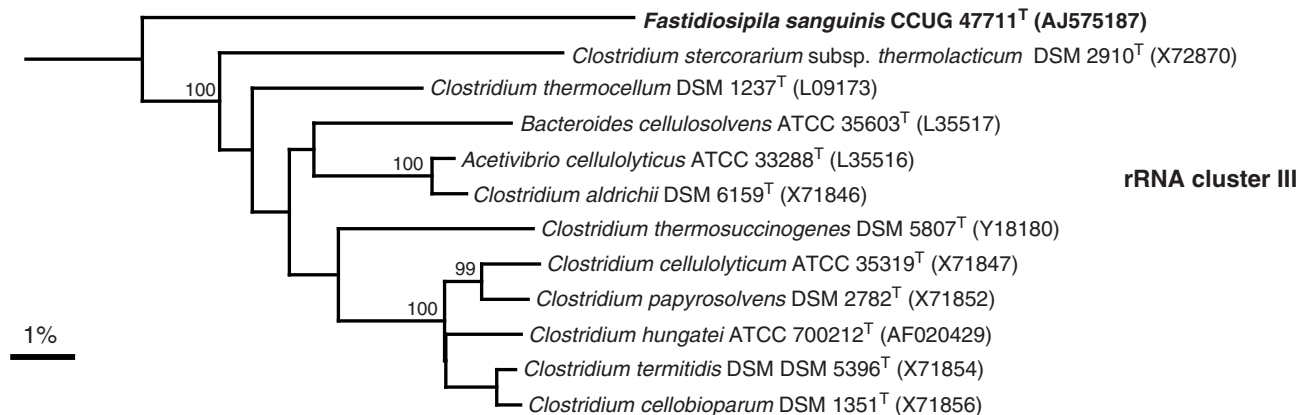 Fastidiosipila sanguinis CCUG 47711T (AJ575187)
Clostridium stercorarium subsp. thermolacticum DSM 2910T (X72870)
100
Clostridium thermocellum DSM 1237T (L09173)
Bacteroides cellulosolvens ATCC 35603T (L35517)
100
Acetivibrio cellulolyticus ATCC 33288T (L35516)
rRNA cluster III
Clostridium aldrichii DSM 6159T (X71846)
Clostridium thermosuccinogenes DSM 5807T (Y18180)
99
Clostridium cellulolyticum ATCC 35319T (X71847)
Clostridium papyrosolvens DSM 2782T (X71852)
100
1%
Clostridium hungatei ATCC 700212T (AF020429)
Clostridium termitidis DSM DSM 5396T (X71854)
Clostridium cellobioparum DSM 1351T (X71856)